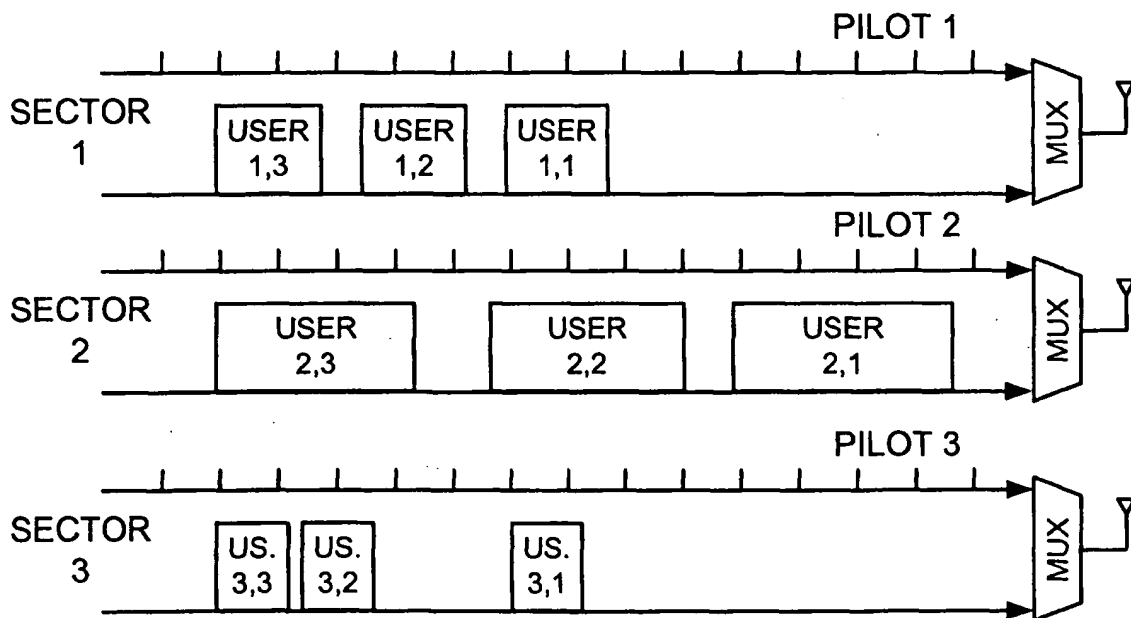 PILOT 1
SECTOR
1
USER
1,3
USER
1,2
USER
1,1
MUX
PILOT 2
SECTOR
2
USER
2,3
USER
2,2
USER
2,1
MUX
PILOT 3
SECTOR
3
US.
3,3
US.
3,2
US.
3,1
MUX